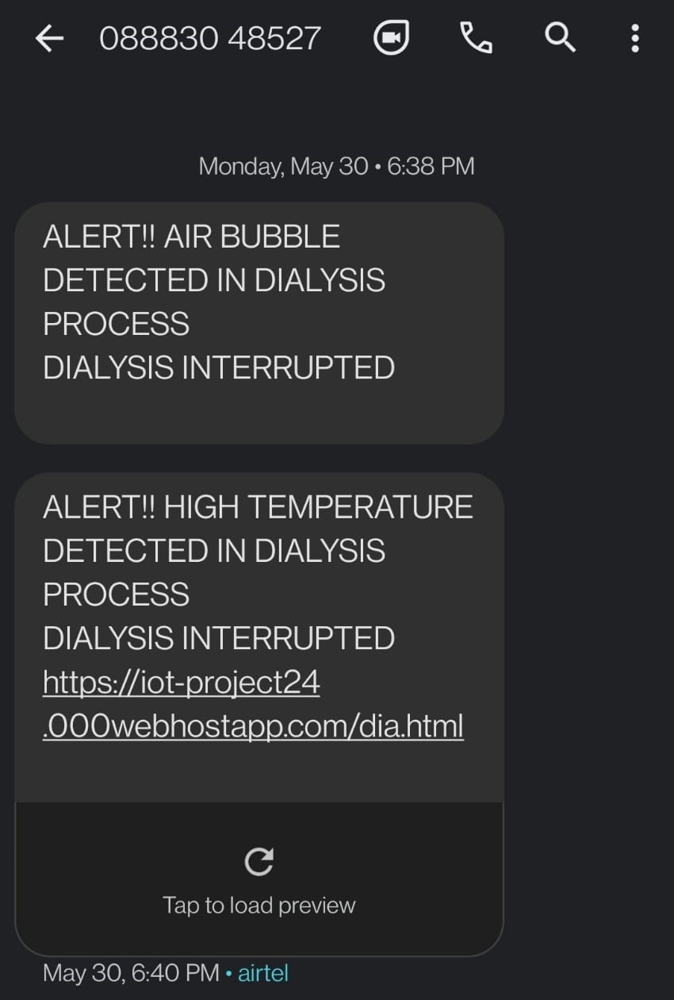 088830 48527
Monday, May 30 • 6:38 PM
ALERT!! AIR BUBBLE
DETECTED IN DIALYSIS
PROCESS
DIALYSIS INTERRUPTED
ALERT!! HIGH TEMPERATURE
DETECTED IN DIALYSIS
PROCESS
DIALYSIS INTERRUPTED
https://iot-project24
.000webhostapp.com/dia.html
Tap to load preview
May 30, 6:40 PM • airtel